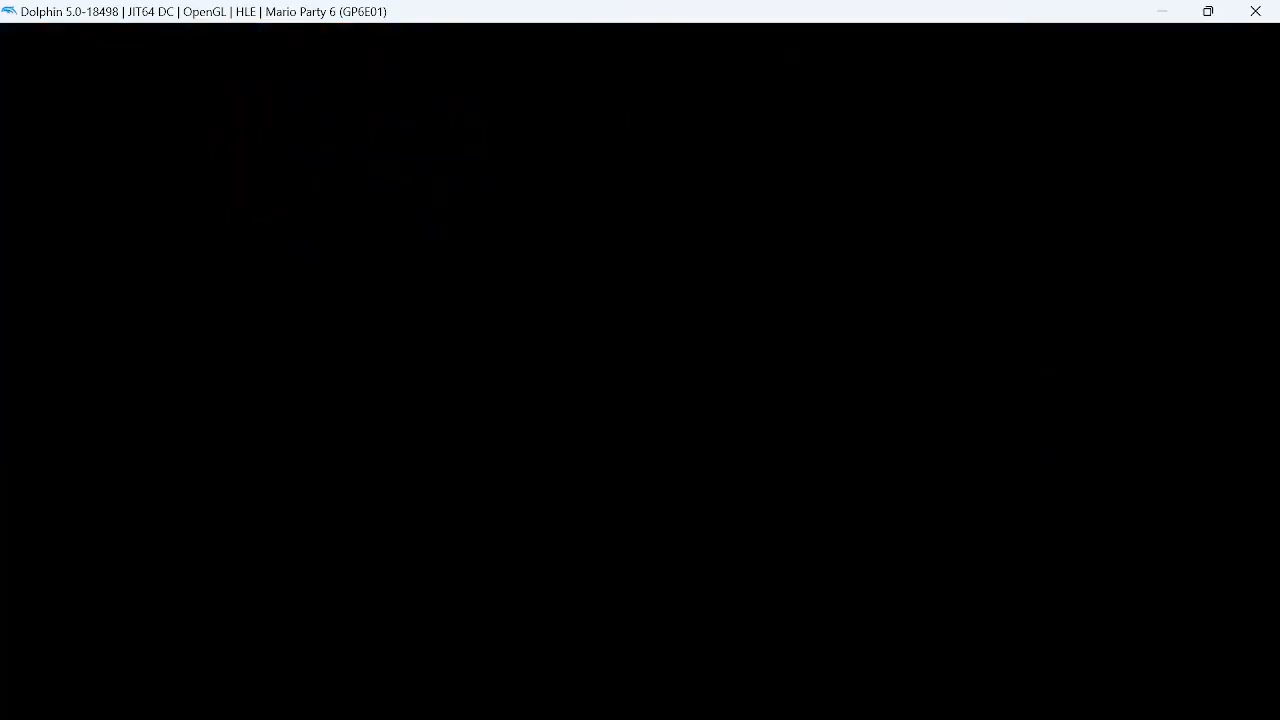 Dolphin 5.0-18498 | JIT64 DC | OpenGL | HLE | Mario Party 6 (GP6E01)